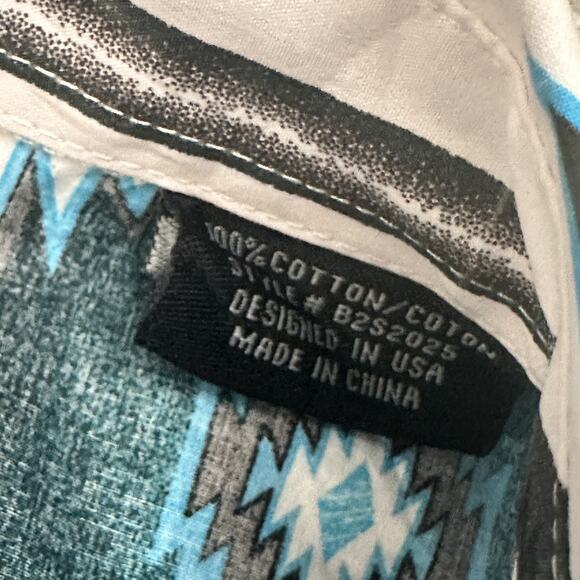 100% COTTON/COTON
STYLE # B2S2025
DESIGNED IN USA
MADE IN CHINA